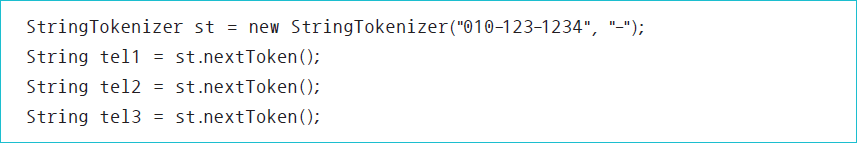 StringTokenizer st = new StringTokenizer("010-123-1234", "-");
String tel1 = st.nextToken();
String tel2 = st.nextToken();
String tel3 = st.nextToken();